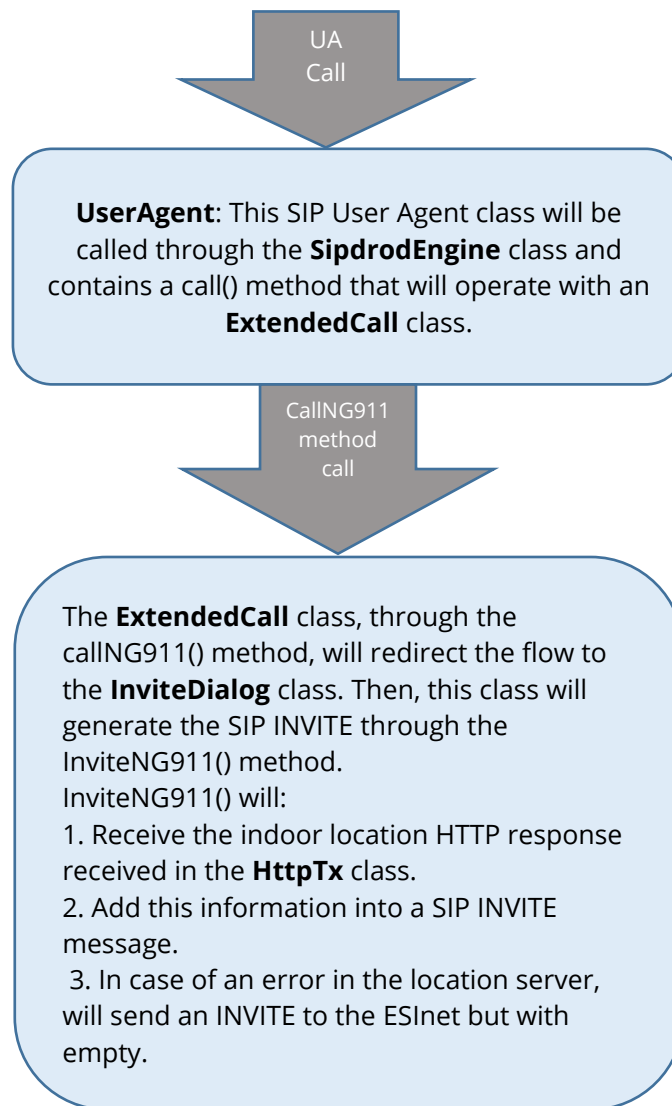 UA
Call
UserAgent: This SIP User Agent class will be
called through the SipdrodEngine class and
contains a call() method that will operate with an
ExtendedCall class.
CallNG911
method
call
The ExtendedCall class, through the
callNG911() method, will redirect the flow to
the InviteDialog class. Then, this class will
generate the SIP INVITE through the
InviteNG911() method.
InviteNG911() will:
1. Receive the indoor location HTTP response
received in the HttpTx class.
2. Add this information into a SIP INVITE
message.
3. In case of an error in the location server,
will send an INVITE to the ESInet but with
empty.